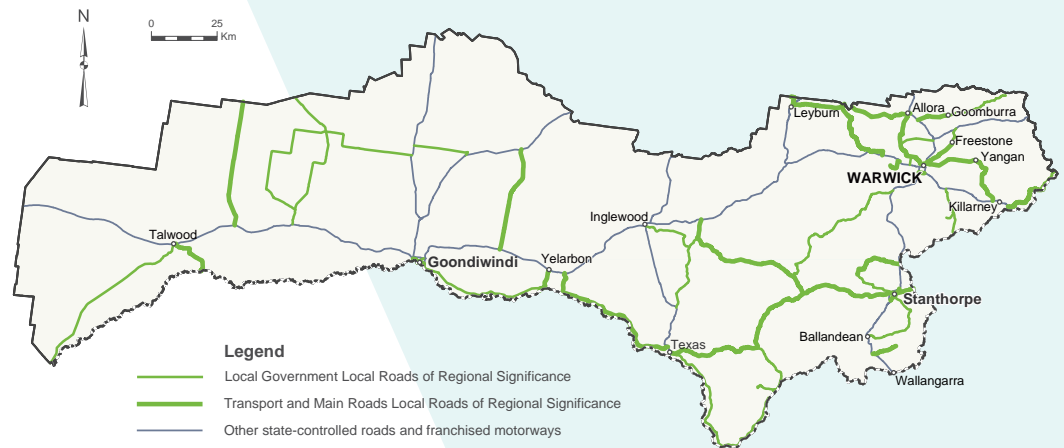 N
0 25
Km
Leyburn
Allora
Goomburra
Freestone
Yangan
WARWICK
Killarney
Inglewood
Talwood
Goondiwindi
Yelarbon
Stanthorpe
Ballandean
Texas
Wallangarra
Legend
Local Government Local Roads of Regional Significance
Transport and Main Roads Local Roads of Regional Significance
Other state-controlled roads and franchised motorways